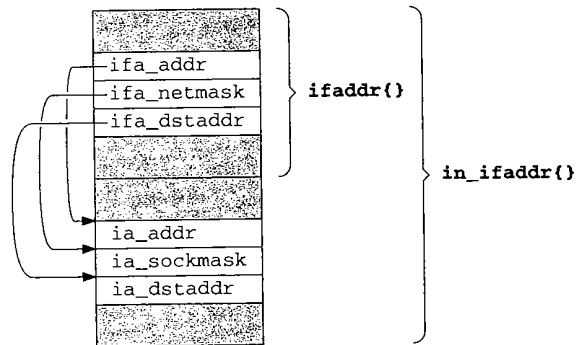 ifa_addr
ifa_netmask
ifa_dstaddr
ifaddr{}
in_ifaddr{}
ia_addr
ia_sockmask
ia_dstaddr